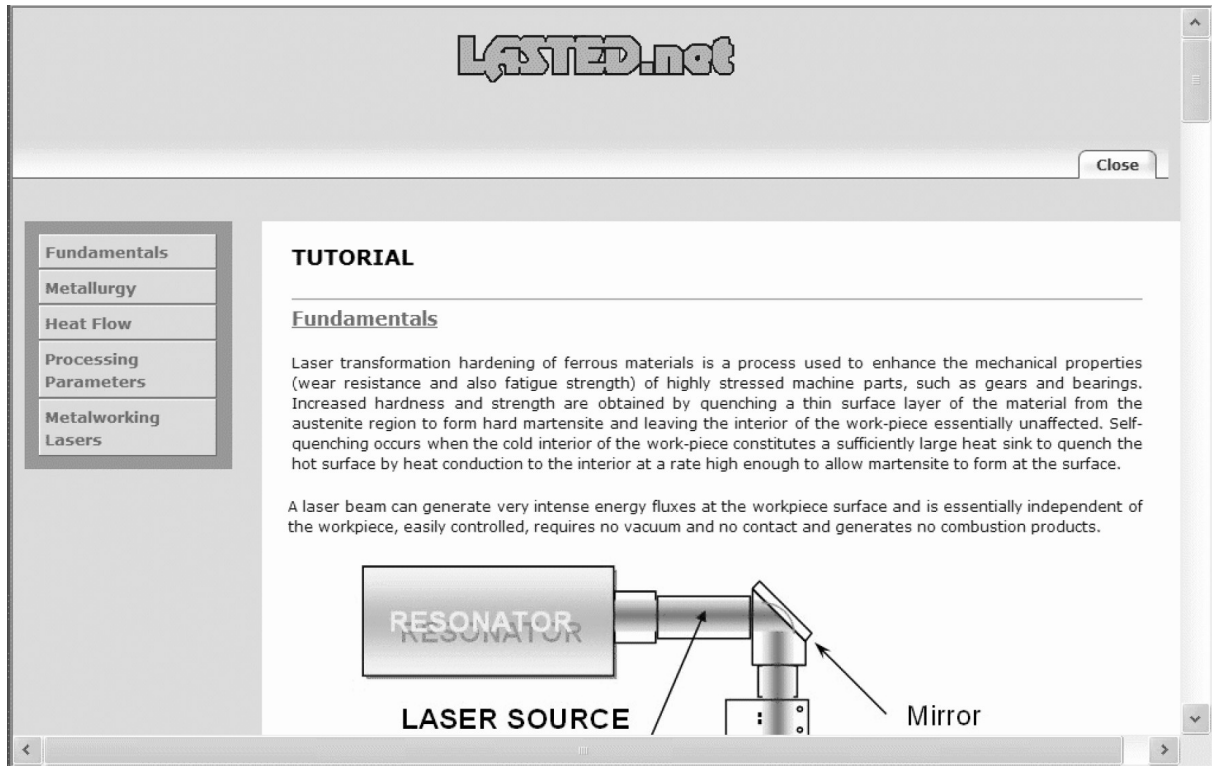 LASTED.net
Close
Fundamentals
Metallurgy
Heat Flow
Processing
Parameters
Metalworking
Lasers
TUTORIAL
Fundamentals
Laser transformation hardening of ferrous materials is a process used to enhance the mechanical properties
(wear resistance and also fatigue strength) of highly stressed machine parts, such as gears and bearings.
Increased hardness and strength are obtained by quenching a thin surface layer of the material from the
austenite region to form hard martensite and leaving the interior of the work-piece essentially unaffected. Self-
quenching occurs when the cold interior of the work-piece constitutes a sufficiently large heat sink to quench the
hot surface by heat conduction to the interior at a rate high enough to allow martensite to form at the surface.
A laser beam can generate very intense energy fluxes at the workpiece surface and is essentially independent of
the workpiece, easily controlled, requires no vacuum and no contact and generates no combustion products.
RESONATOR
LASER SOURCE
Mirror